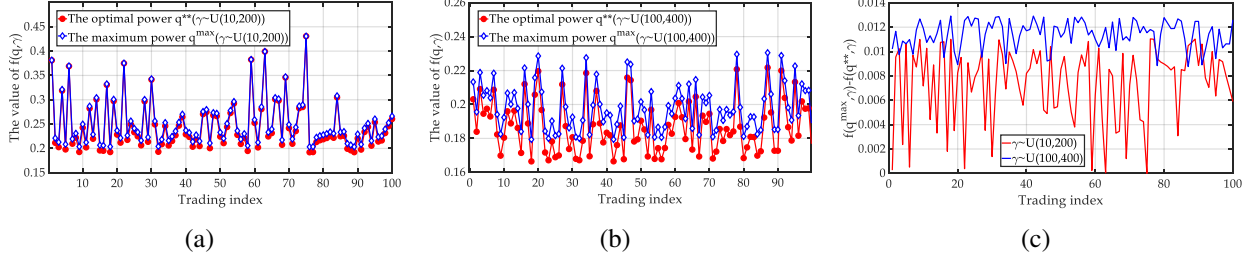 The value of f(q,γ)
0.45
0.4
0.35
0.3
0.25
0.2
0.15
The optimal power q**(γ~U(10,200))
The maximum power q^max(γ~U(10,200))
10 20 30 40 50 60 70 80 90 100
Trading index
(a)
The value of f(q,γ)
0.26
0.24
0.22
0.2
0.18
0.16
The optimal power q**(γ~U(100,400))
The maximum power q^max(γ~U(100,400))
0 10 20 30 40 50 60 70 80 90
Trading index
(b)
f(q^max,γ)-f(q**,γ)
0.014
0.012
0.01
0.008
0.006
0.004
0.002
0
γ~U(10,200)
γ~U(100,400)
0 20 40 60 80 100
Trading index
(c)